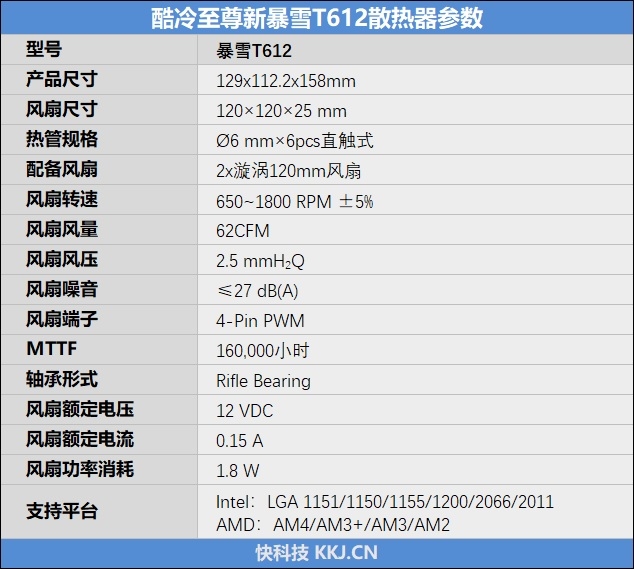 酷冷至尊新暴雪T612散热器参数
型号 暴雪T612
产品尺寸 129x112.2x158mm
风扇尺寸 120×120×25 mm
热管规格 Ø6 mm×6pcs直触式
配备风扇 2x漩涡120mm风扇
风扇转速 650~1800 RPM ±5%
风扇风量 62CFM
风扇风压 2.5 mmH₂Q
风扇噪音 ≤27 dB(A)
风扇端子 4-Pin PWM
MTTF 160,000小时
轴承形式 Rifle Bearing
风扇额定电压 12 VDC
风扇额定电流 0.15 A
风扇功率消耗 1.8 W
支持平台 Intel：LGA 1151/1150/1155/1200/2066/2011
AMD：AM4/AM3+/AM3/AM2
快科技 KKJ.CN